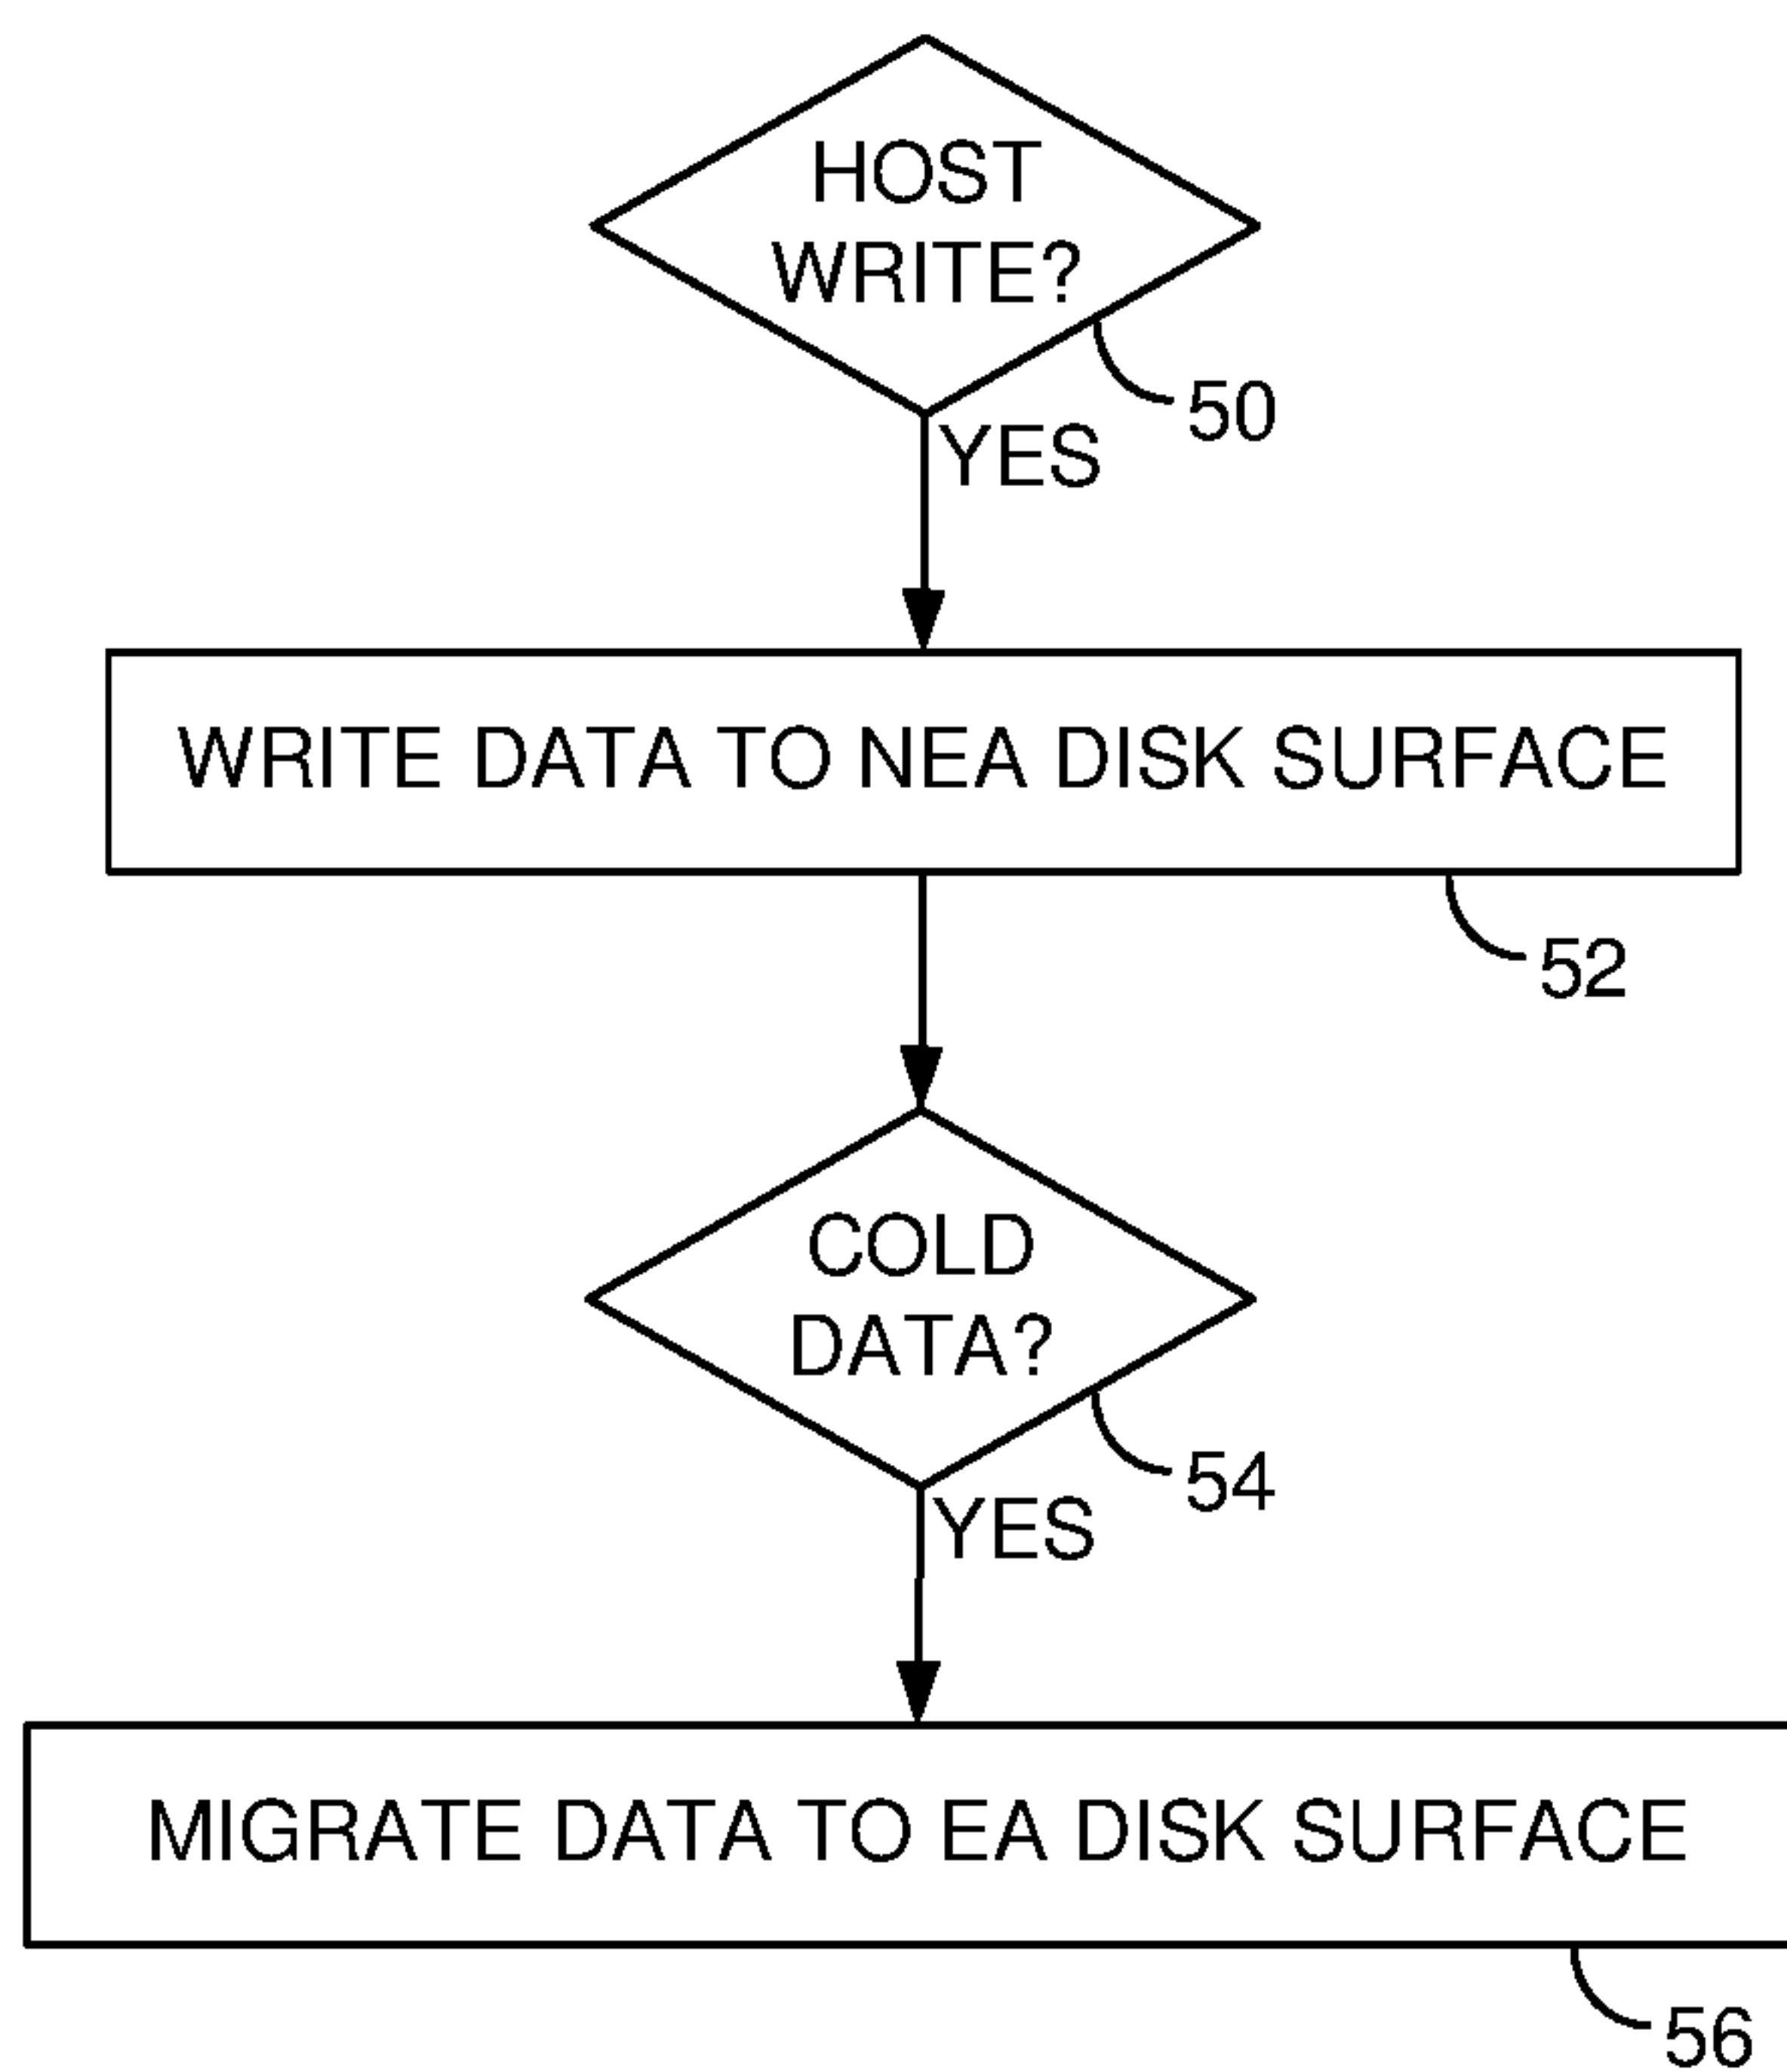 HOST
WRITE?
50
YES
WRITE DATA TO NEA DISK SURFACE
52
COLD
DATA?
54
YES
MIGRATE DATA TO EA DISK SURFACE
56